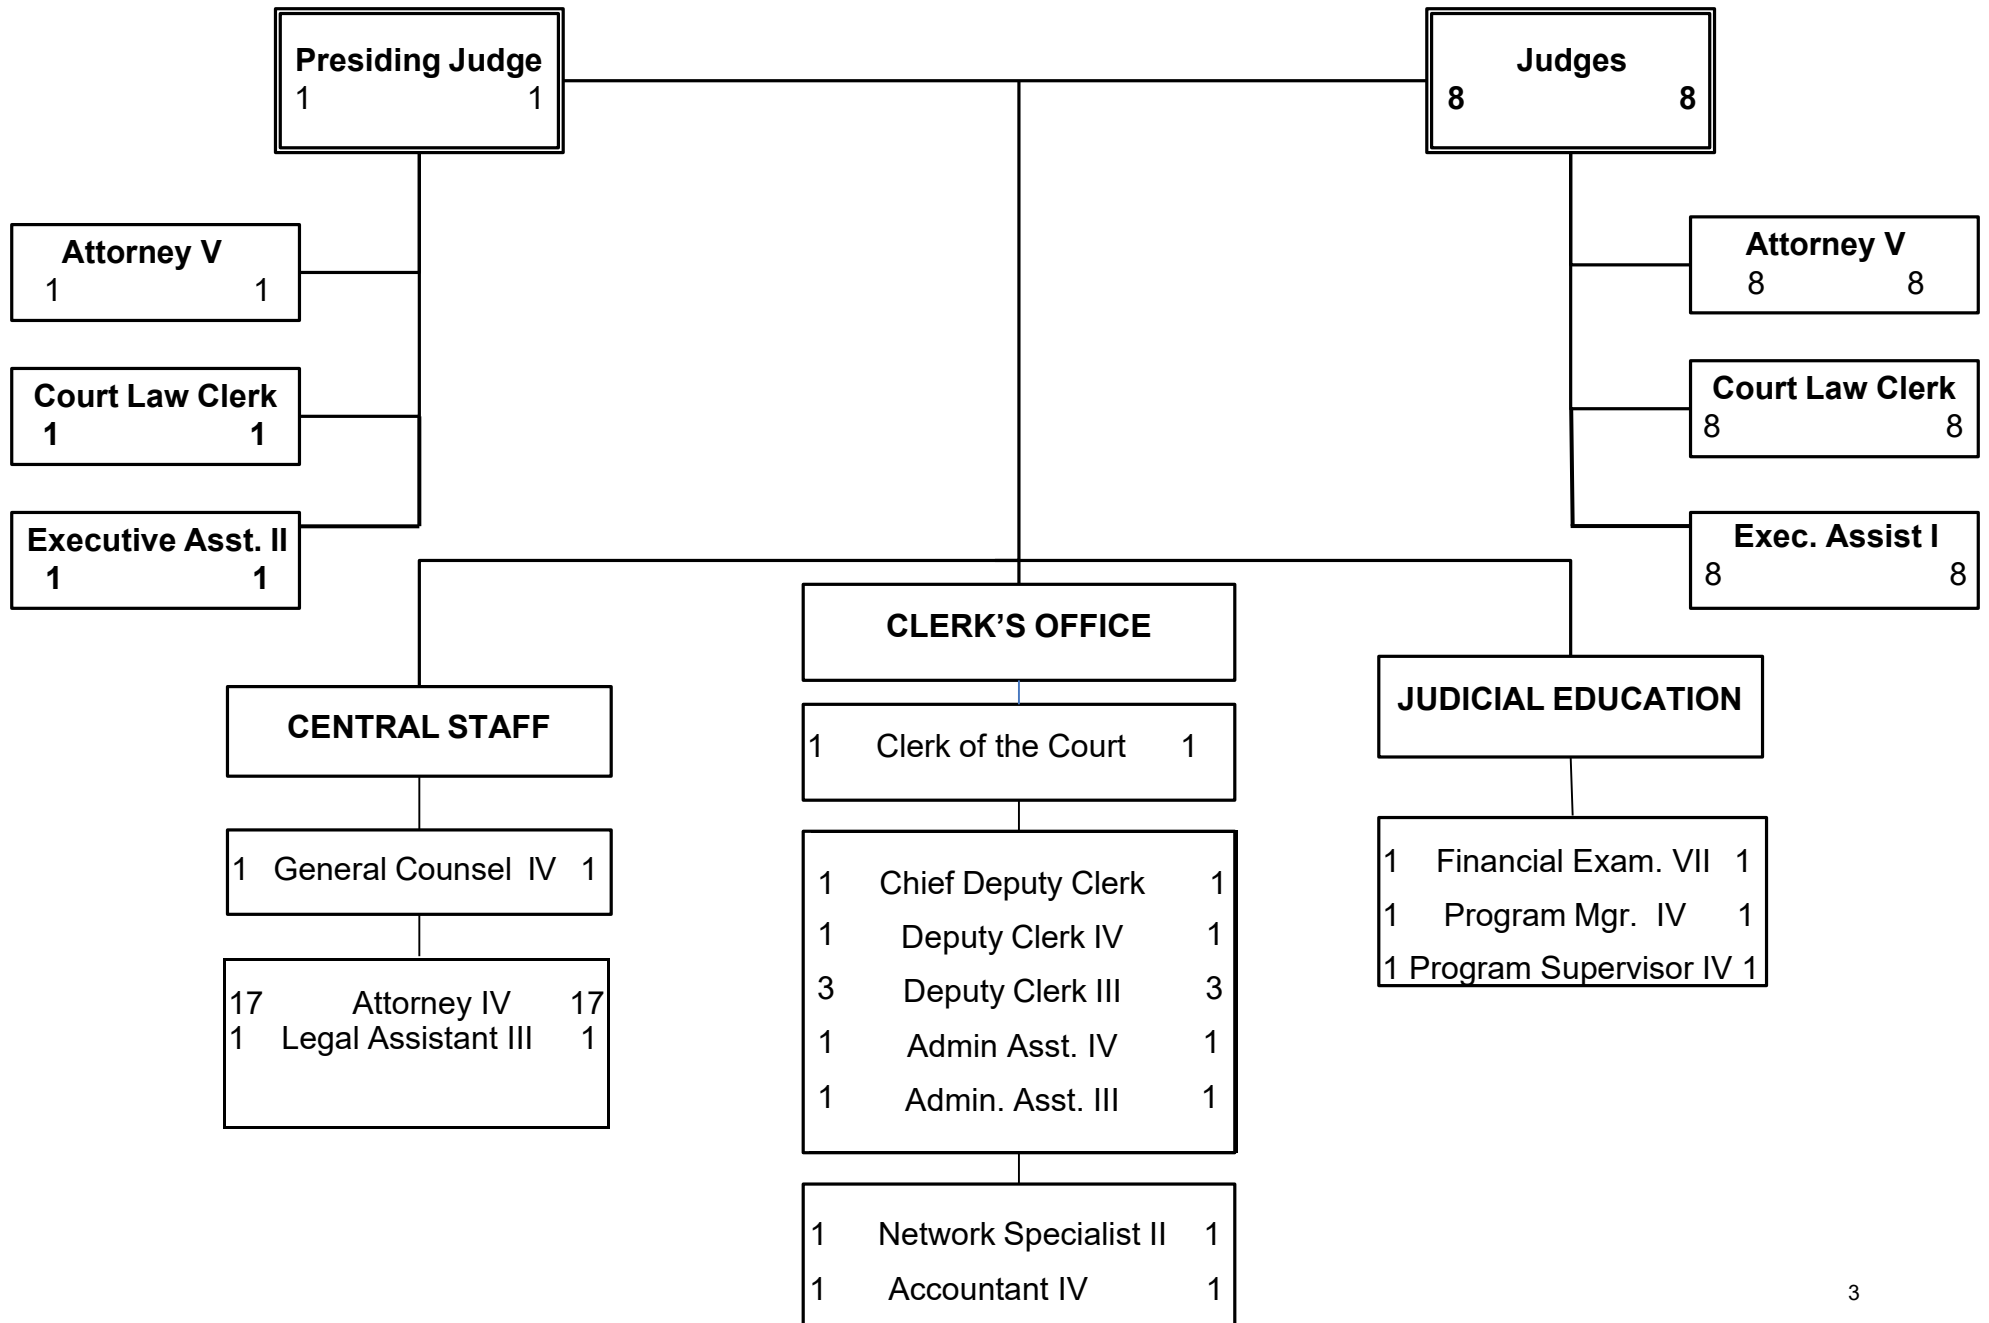 Presiding Judge
1 1
Judges
8 8
Attorney V
1 1
Court Law Clerk
1 1
Executive Asst. II
1 1
Attorney V
8 8
Court Law Clerk
8 8
Exec. Assist I
8 8
CENTRAL STAFF
1 General Counsel IV 1
17 Attorney IV 17
1 Legal Assistant III 1
CLERK’S OFFICE
1 Clerk of the Court 1
1 Chief Deputy Clerk 1
1 Deputy Clerk IV 1
3 Deputy Clerk III 3
1 Admin Asst. IV 1
1 Admin. Asst. III 1
1 Network Specialist II 1
1 Accountant IV 1
JUDICIAL EDUCATION
1 Financial Exam. VII 1
1 Program Mgr. IV 1
1 Program Supervisor IV 1
3